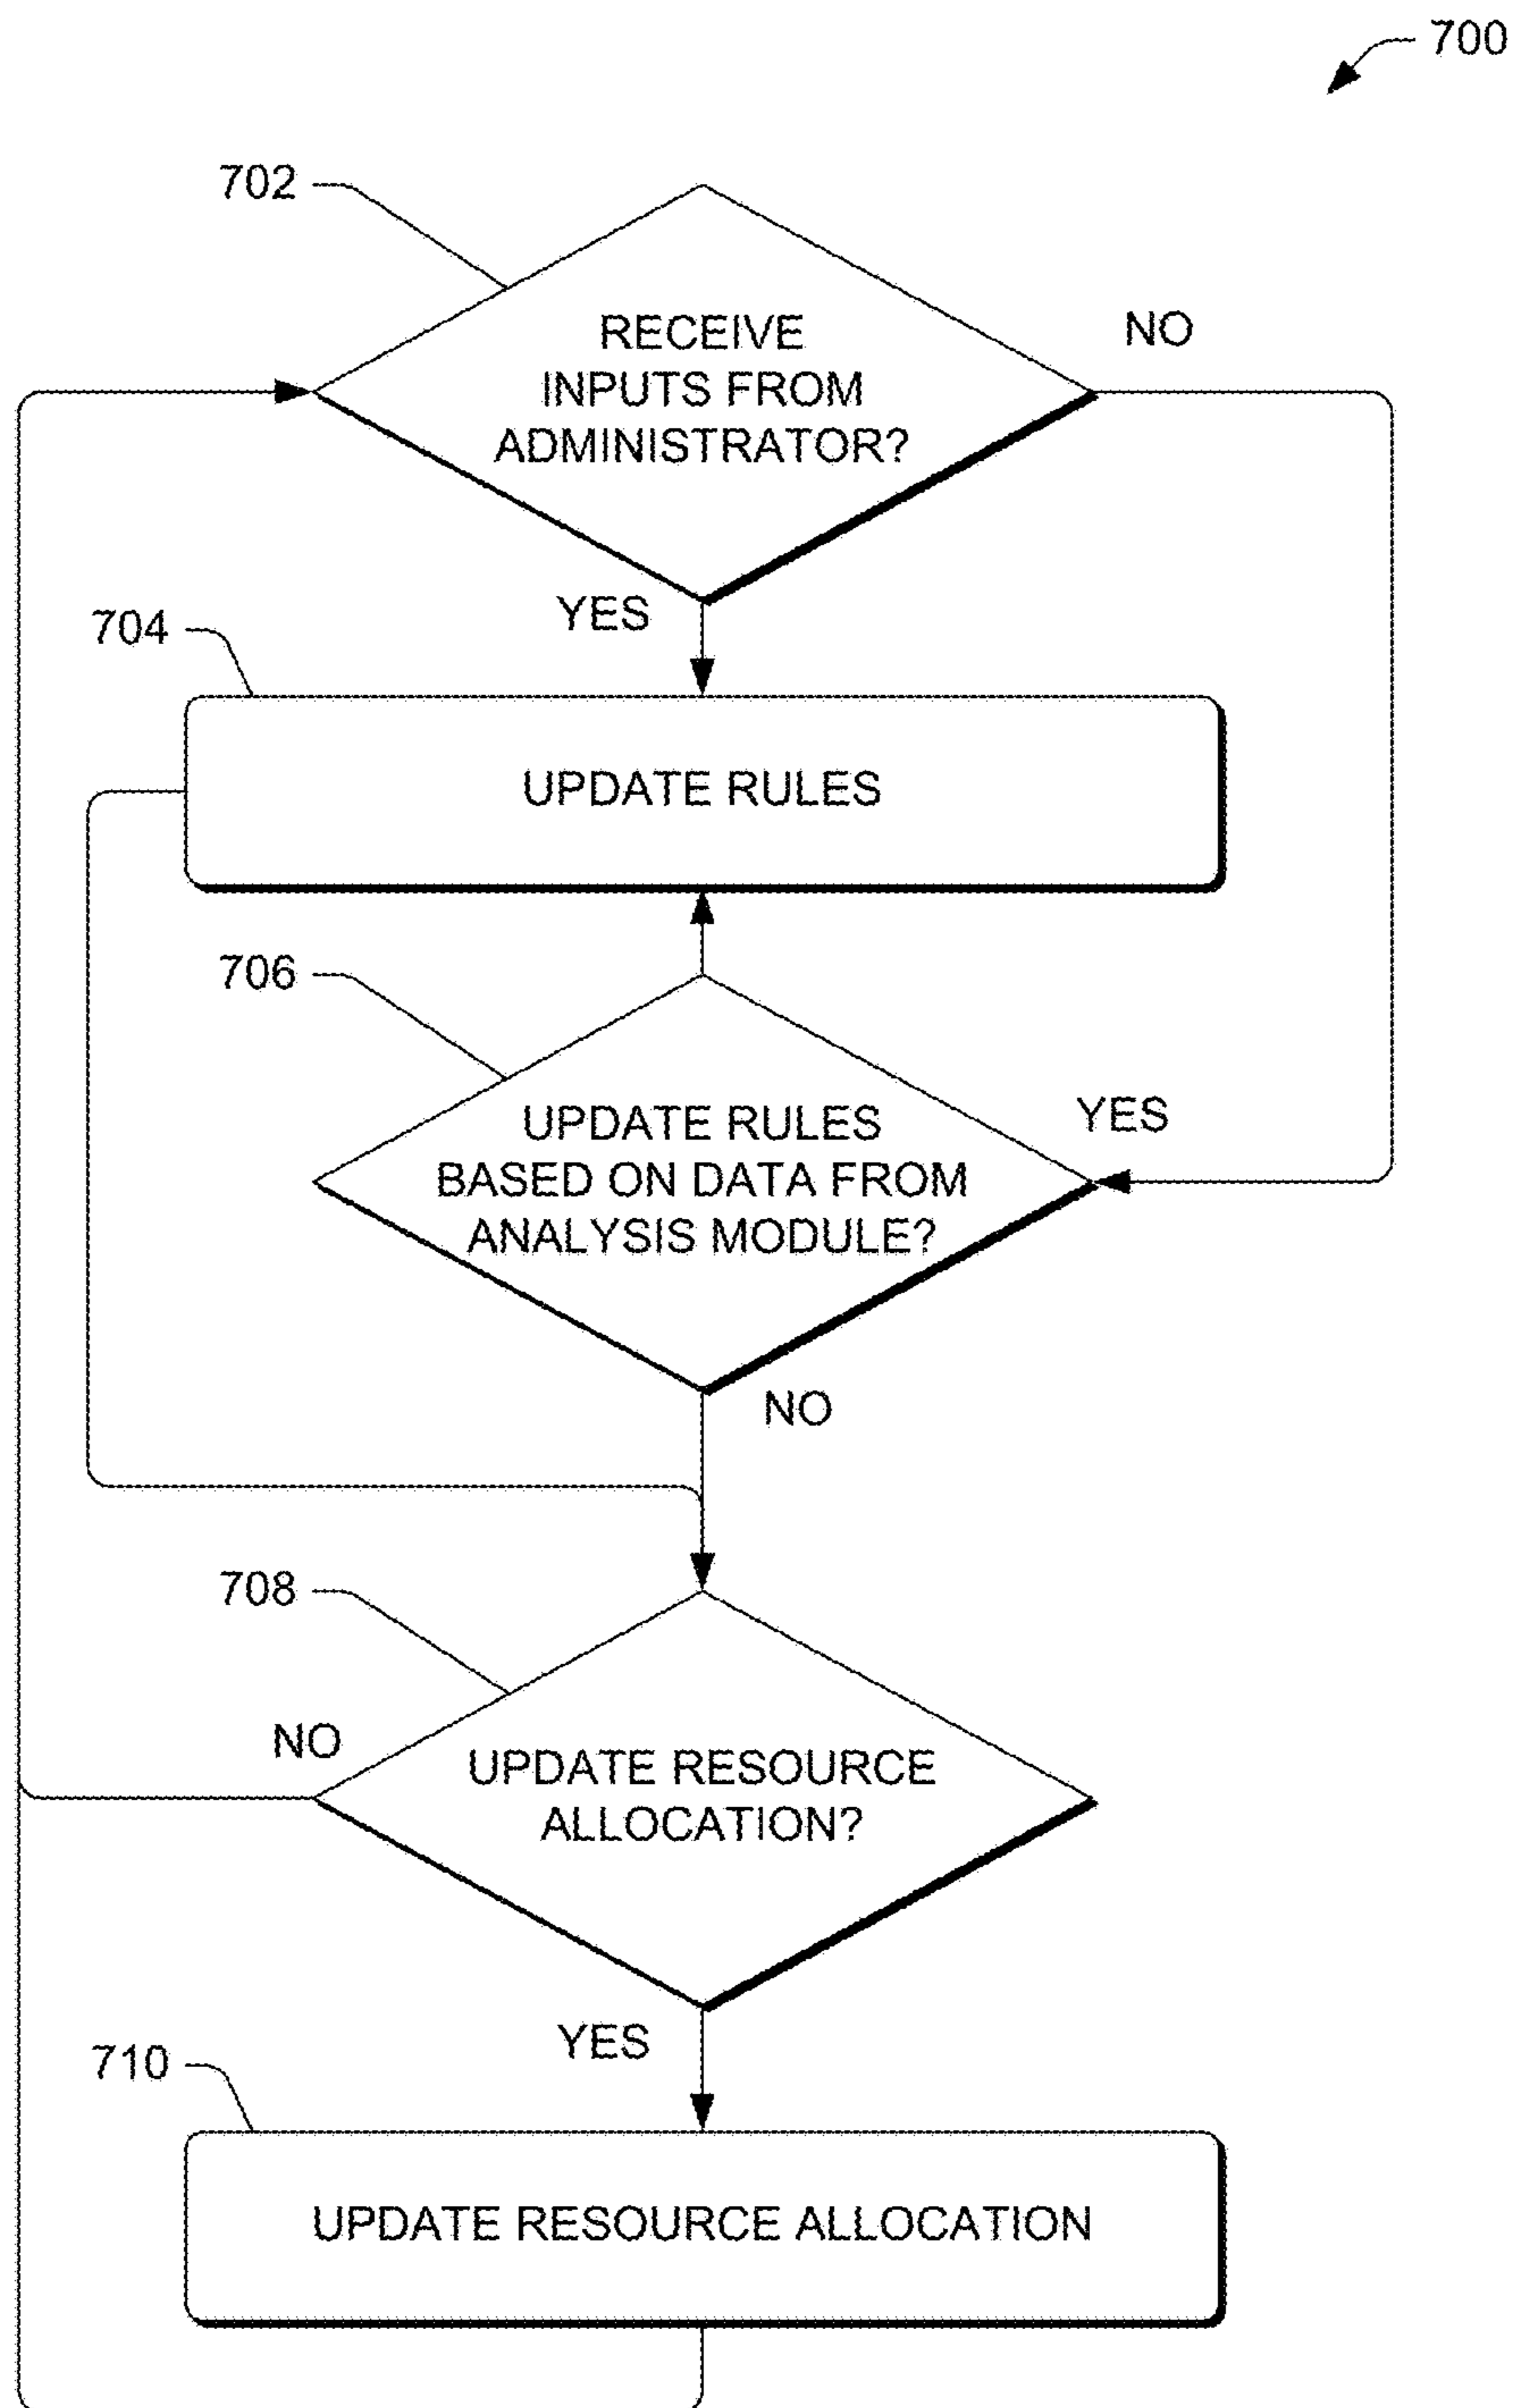 700
702
RECEIVE
INPUTS FROM
ADMINISTRATOR?
NO
YES
704
UPDATE RULES
706
UPDATE RULES
BASED ON DATA FROM
ANALYSIS MODULE?
YES
NO
708
NO
UPDATE RESOURCE
ALLOCATION?
YES
710
UPDATE RESOURCE ALLOCATION